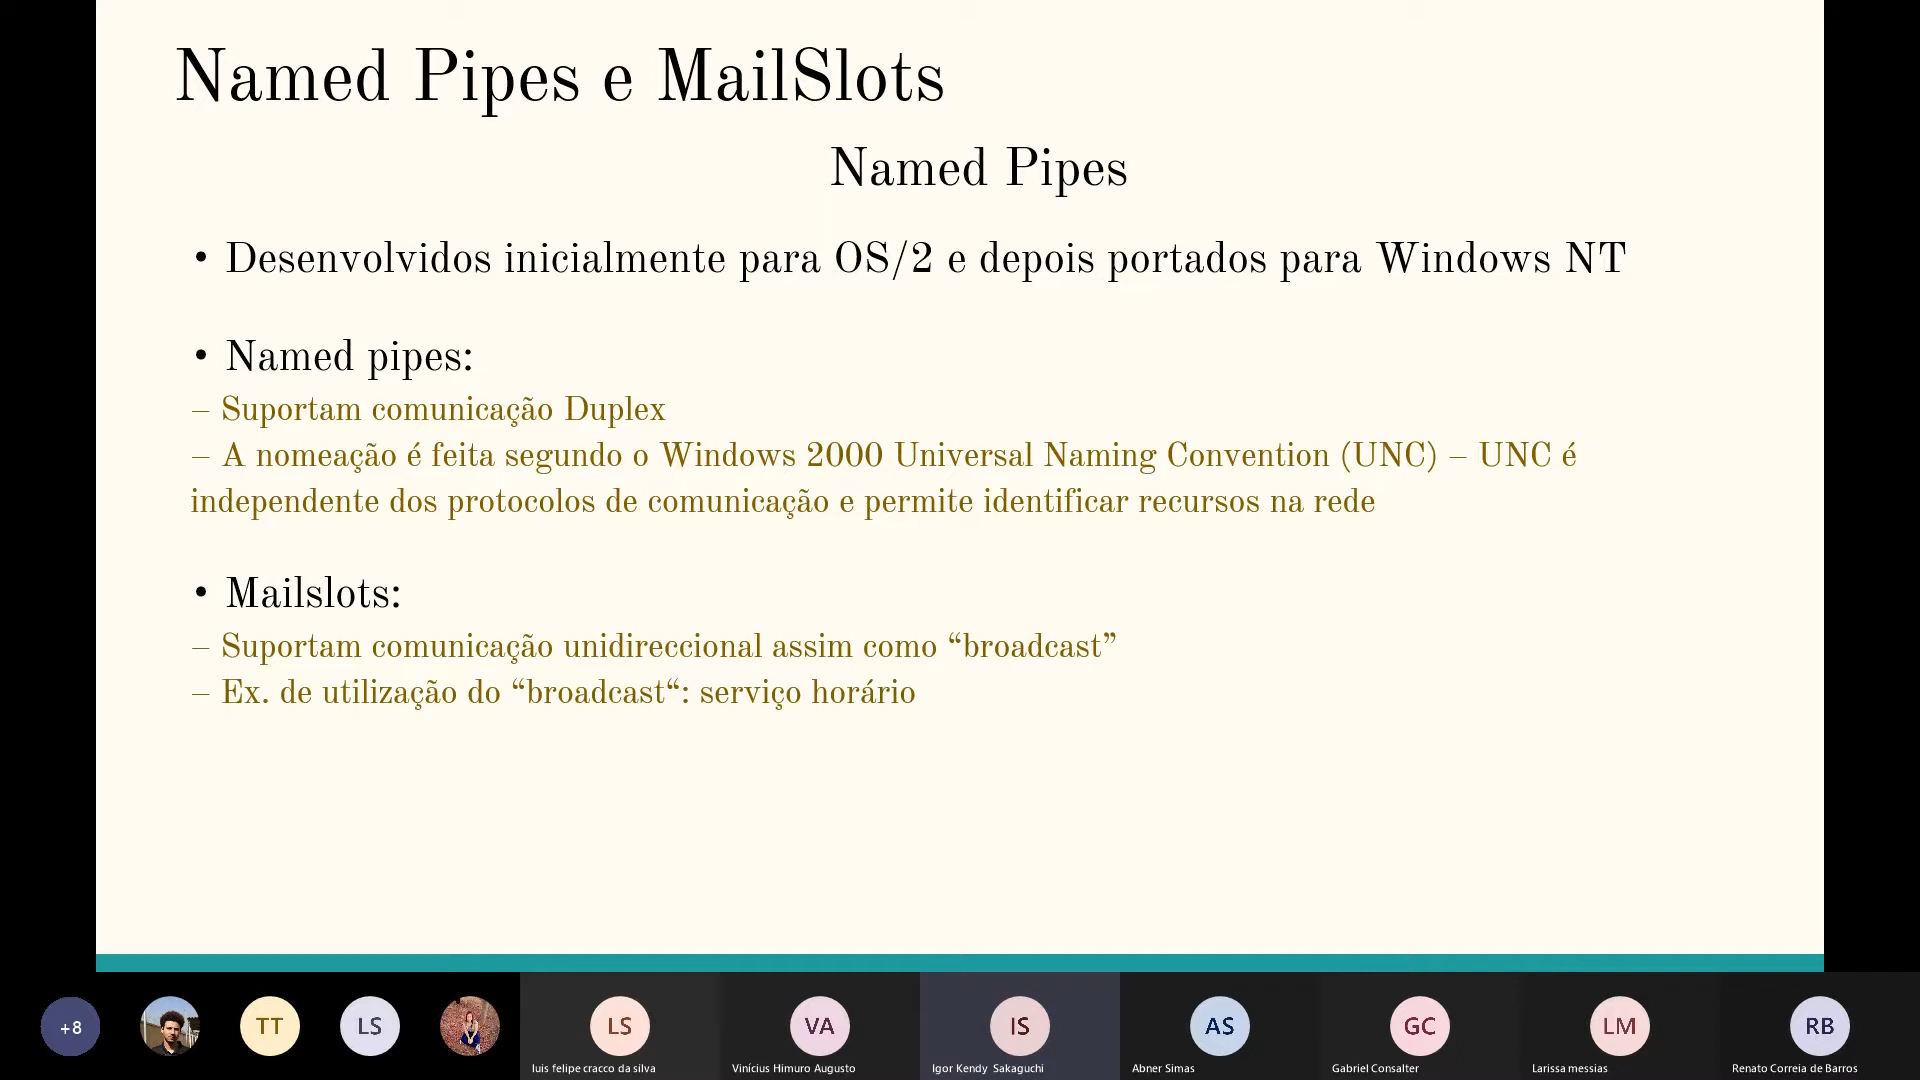 Named Pipes e MailSlots
Named Pipes
• Desenvolvidos inicialmente para OS/2 e depois portados para Windows NT
• Named pipes:
– Suportam comunicação Duplex
– A nomeação é feita segundo o Windows 2000 Universal Naming Convention (UNC) – UNC é
independente dos protocolos de comunicação e permite identificar recursos na rede
• Mailslots:
– Suportam comunicação unidireccional assim como “broadcast”
– Ex. de utilização do “broadcast“: serviço horário
+8 TT LS LS VA IS AS GC LM RB
luis felipe cracco da silva Vinícius Himuro Augusto Igor Kendy Sakaguchi Abner Simas Gabriel Consalter Larissa messias Renato Correia de Barros